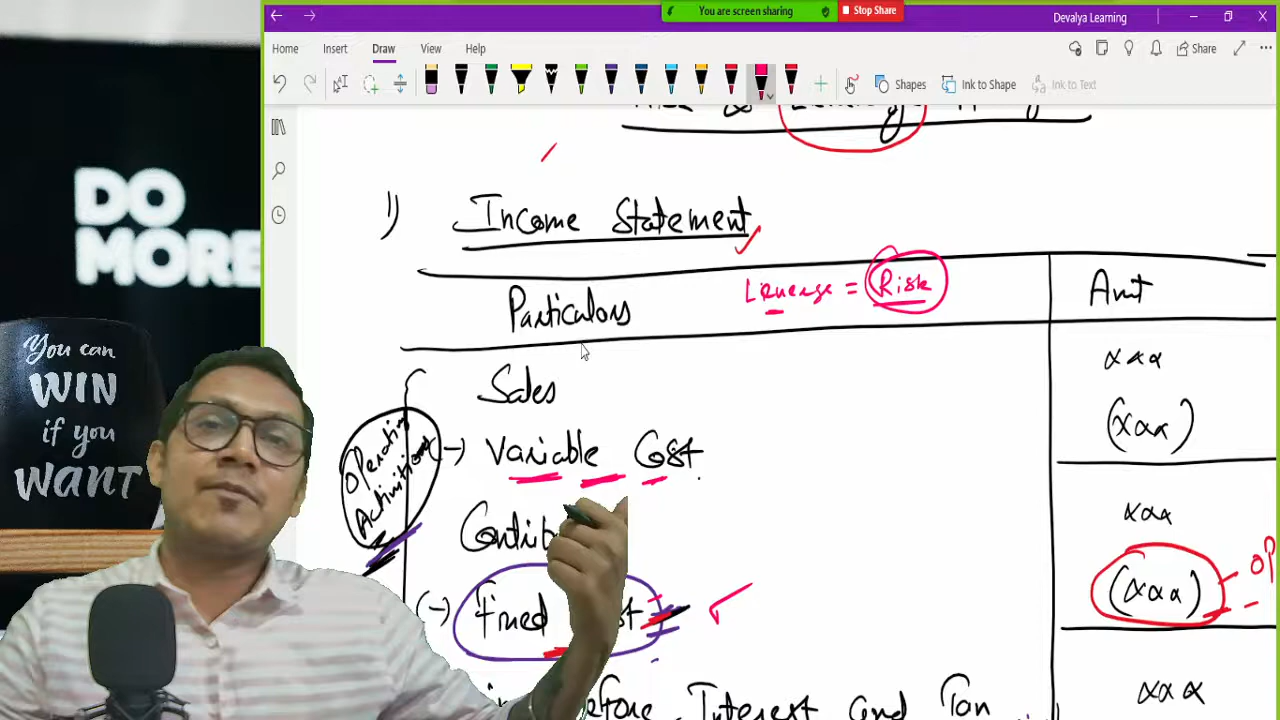 You are screen sharing
Stop Share
Devalya Learning
Home Insert Draw View Help
Share
Shapes
Ink to Shape
Ink to Text
DO
MORE
You can
WIN
if you
WANT
1) Income Statement
Particulars
Leverage = Risk
Amt
Sales
xxx
Operating
Activities
(-) Variable Cost
(xxx)
xxx
(-) Fixed
(xxx)
OP
Interest and Tax
xxx